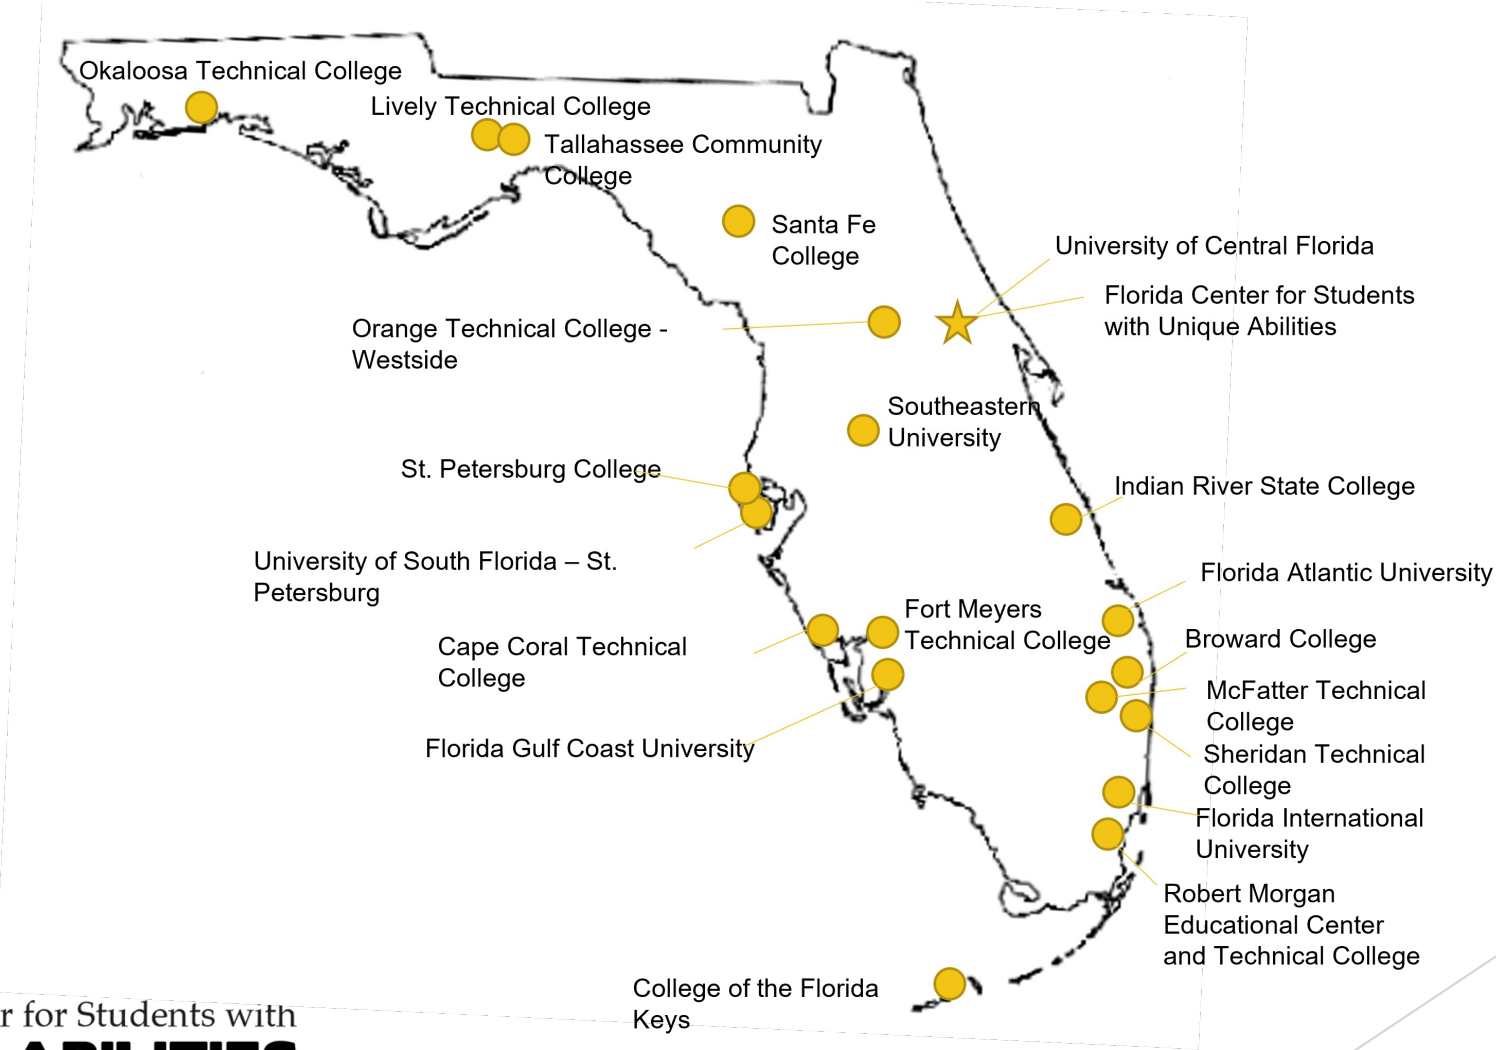 Okaloosa Technical College
Lively Technical College
Tallahassee Community
College
Santa Fe
College
University of Central Florida
Florida Center for Students
with Unique Abilities
Orange Technical College -
Westside
Southeastern
University
St. Petersburg College
Indian River State College
University of South Florida – St.
Petersburg
Florida Atlantic University
Fort Meyers
Technical College
Cape Coral Technical
College
Broward College
McFatter Technical
College
Florida Gulf Coast University
Sheridan Technical
College
Florida International
University
Robert Morgan
Educational Center
and Technical College
College of the Florida
Keys
r for Students with
ABILITIES